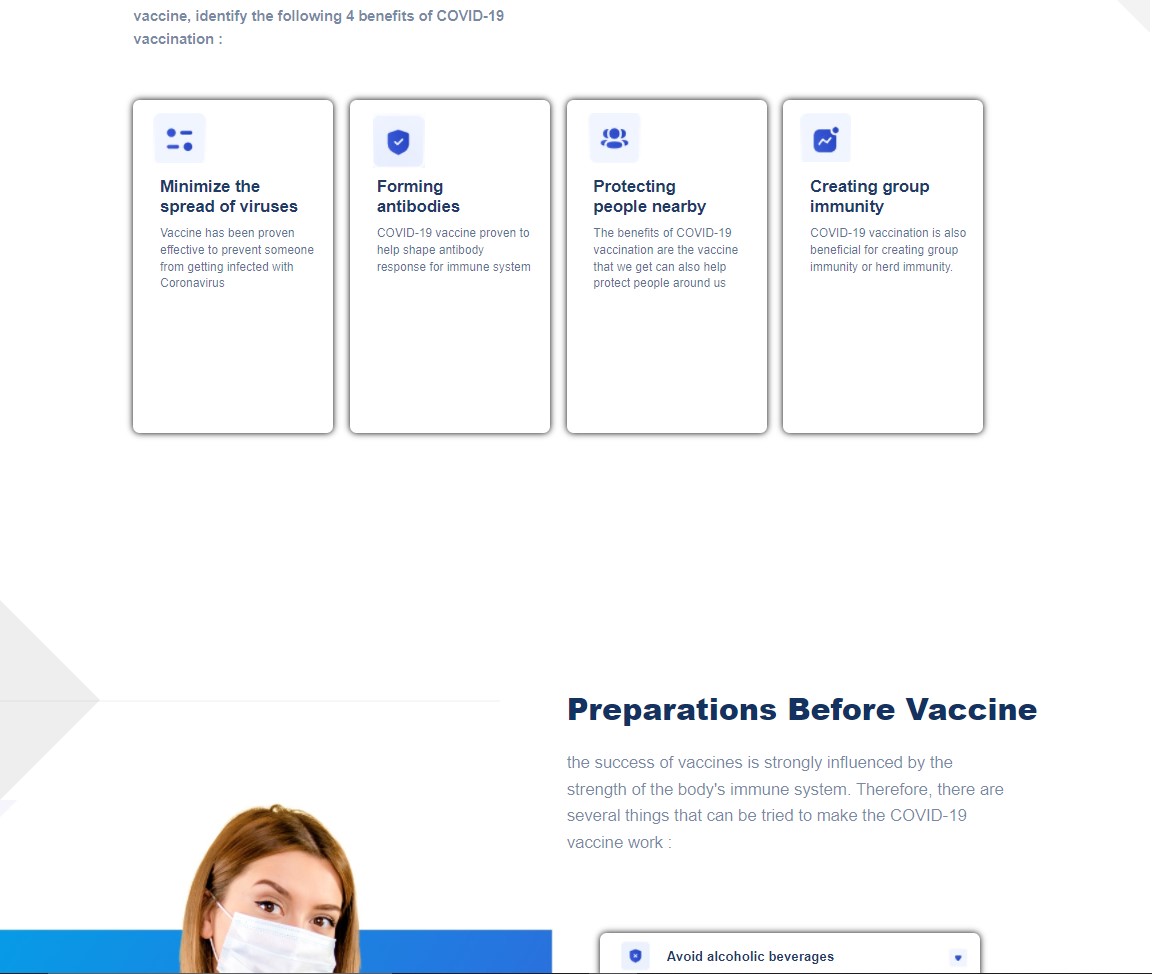 vaccine, identify the following 4 benefits of COVID-19
vaccination :
Minimize the
spread of viruses
Vaccine has been proven
effective to prevent someone
from getting infected with
Coronavirus
Forming
antibodies
COVID-19 vaccine proven to
help shape antibody
response for immune system
Protecting
people nearby
The benefits of COVID-19
vaccination are the vaccine
that we get can also help
protect people around us
Creating group
immunity
COVID-19 vaccination is also
beneficial for creating group
immunity or herd immunity.
Preparations Before Vaccine
the success of vaccines is strongly influenced by the
strength of the body's immune system. Therefore, there are
several things that can be tried to make the COVID-19
vaccine work :
Avoid alcoholic beverages